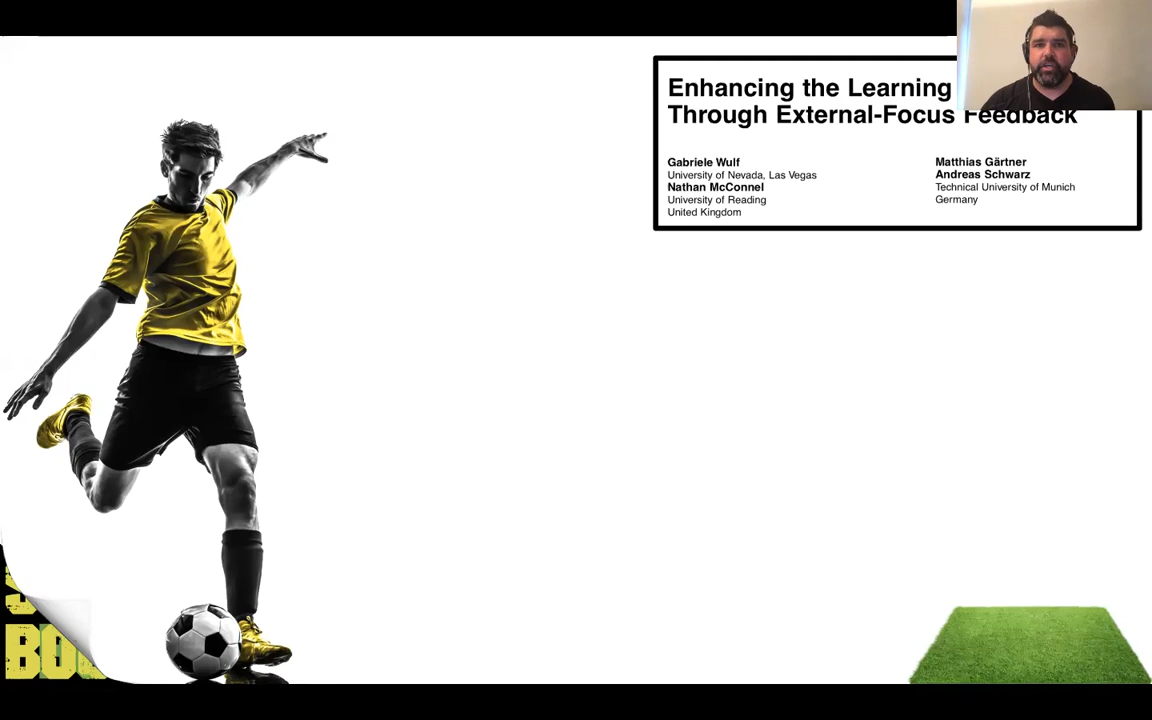 Enhancing the Learning
Through External-Focus Feedback
Gabriele Wulf
University of Nevada, Las Vegas
Nathan McConnel
University of Reading
United Kingdom
Matthias Gärtner
Andreas Schwarz
Technical University of Munich
Germany